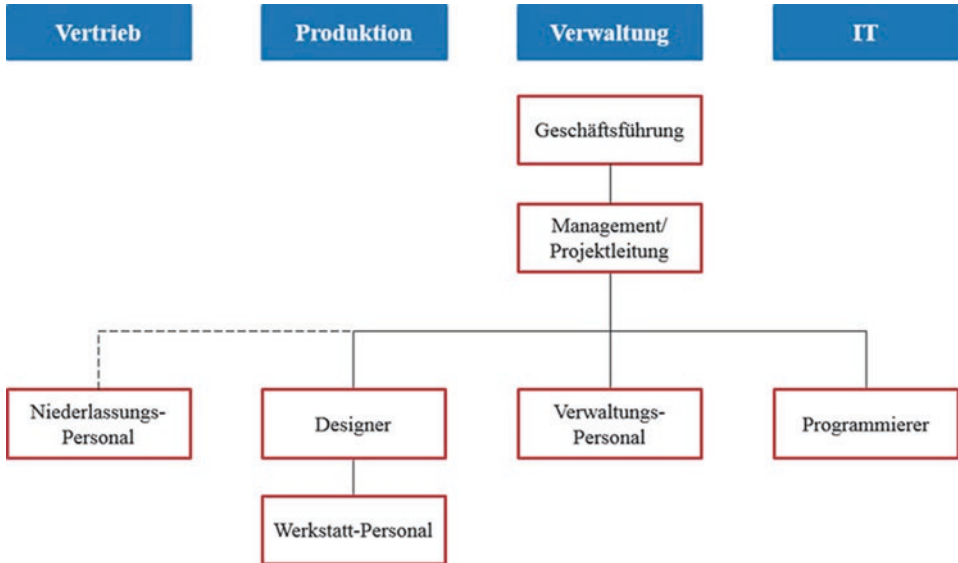 Vertrieb
Produktion
Verwaltung
IT
Geschäftsführung
Management/
Projektleitung
Niederlassungs-
Personal
Designer
Verwaltungs-
Personal
Programmierer
Werkstatt-Personal